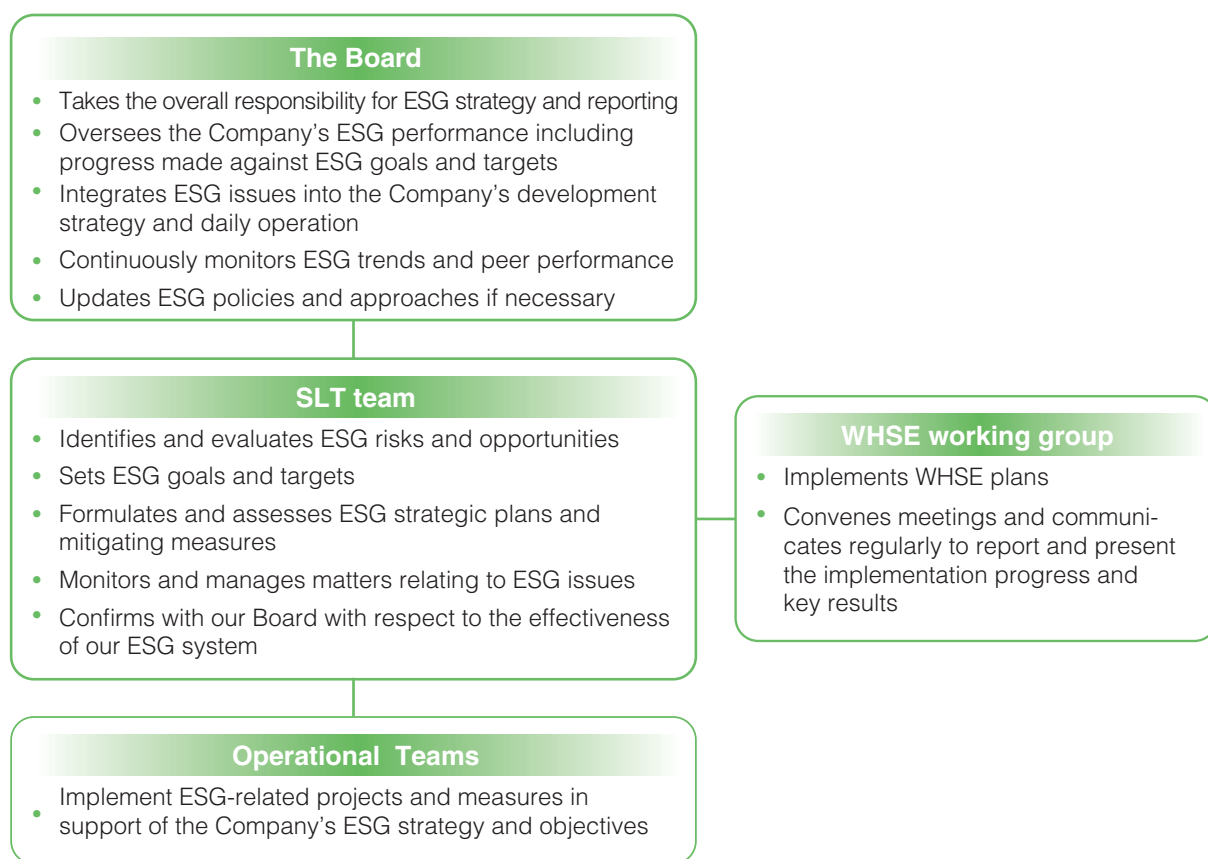 The Board
• Takes the overall responsibility for ESG strategy and reporting
• Oversees the Company’s ESG performance including
progress made against ESG goals and targets
• Integrates ESG issues into the Company’s development
strategy and daily operation
• Continuously monitors ESG trends and peer performance
• Updates ESG policies and approaches if necessary
SLT team
• Identifies and evaluates ESG risks and opportunities
• Sets ESG goals and targets
• Formulates and assesses ESG strategic plans and
mitigating measures
• Monitors and manages matters relating to ESG issues
• Confirms with our Board with respect to the effectiveness
of our ESG system
WHSE working group
• Implements WHSE plans
• Convenes meetings and communi-
cates regularly to report and present
the implementation progress and
key results
Operational Teams
• Implement ESG-related projects and measures in
support of the Company’s ESG strategy and objectives